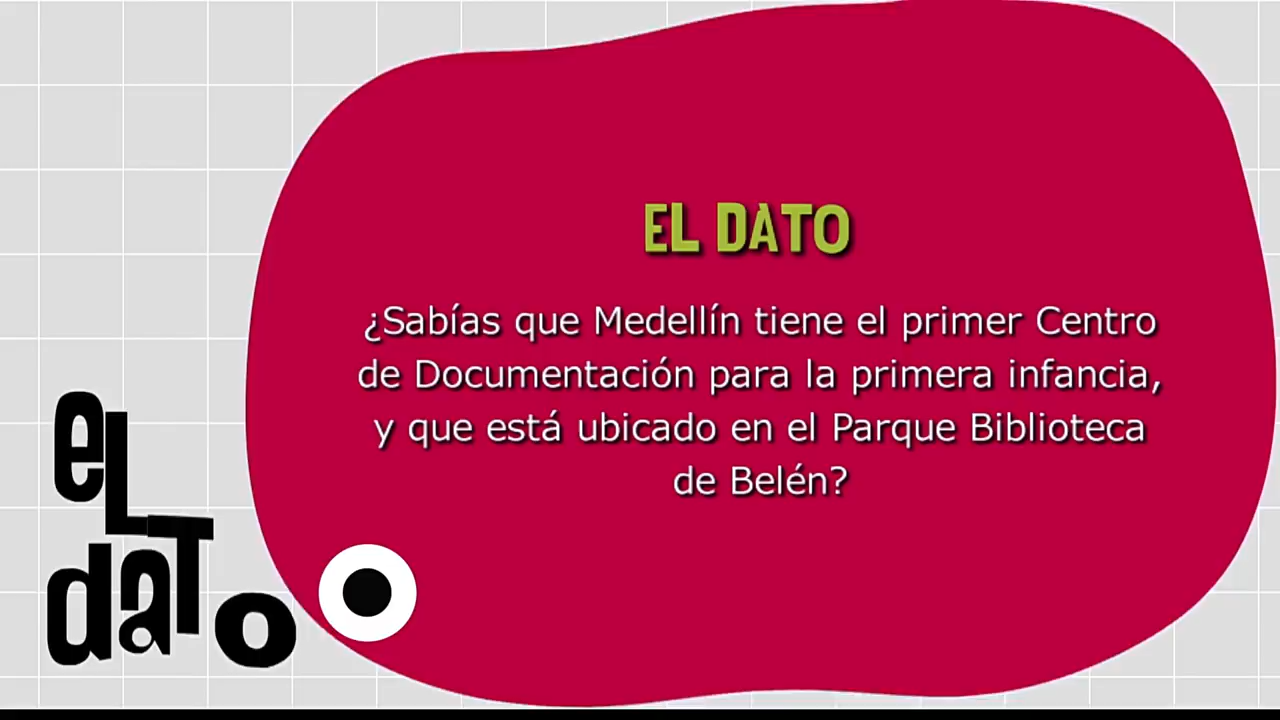 EL DATO
¿Sabías que Medellín tiene el primer Centro
de Documentación para la primera infancia,
y que está ubicado en el Parque Biblioteca
de Belén?
eL
daTo